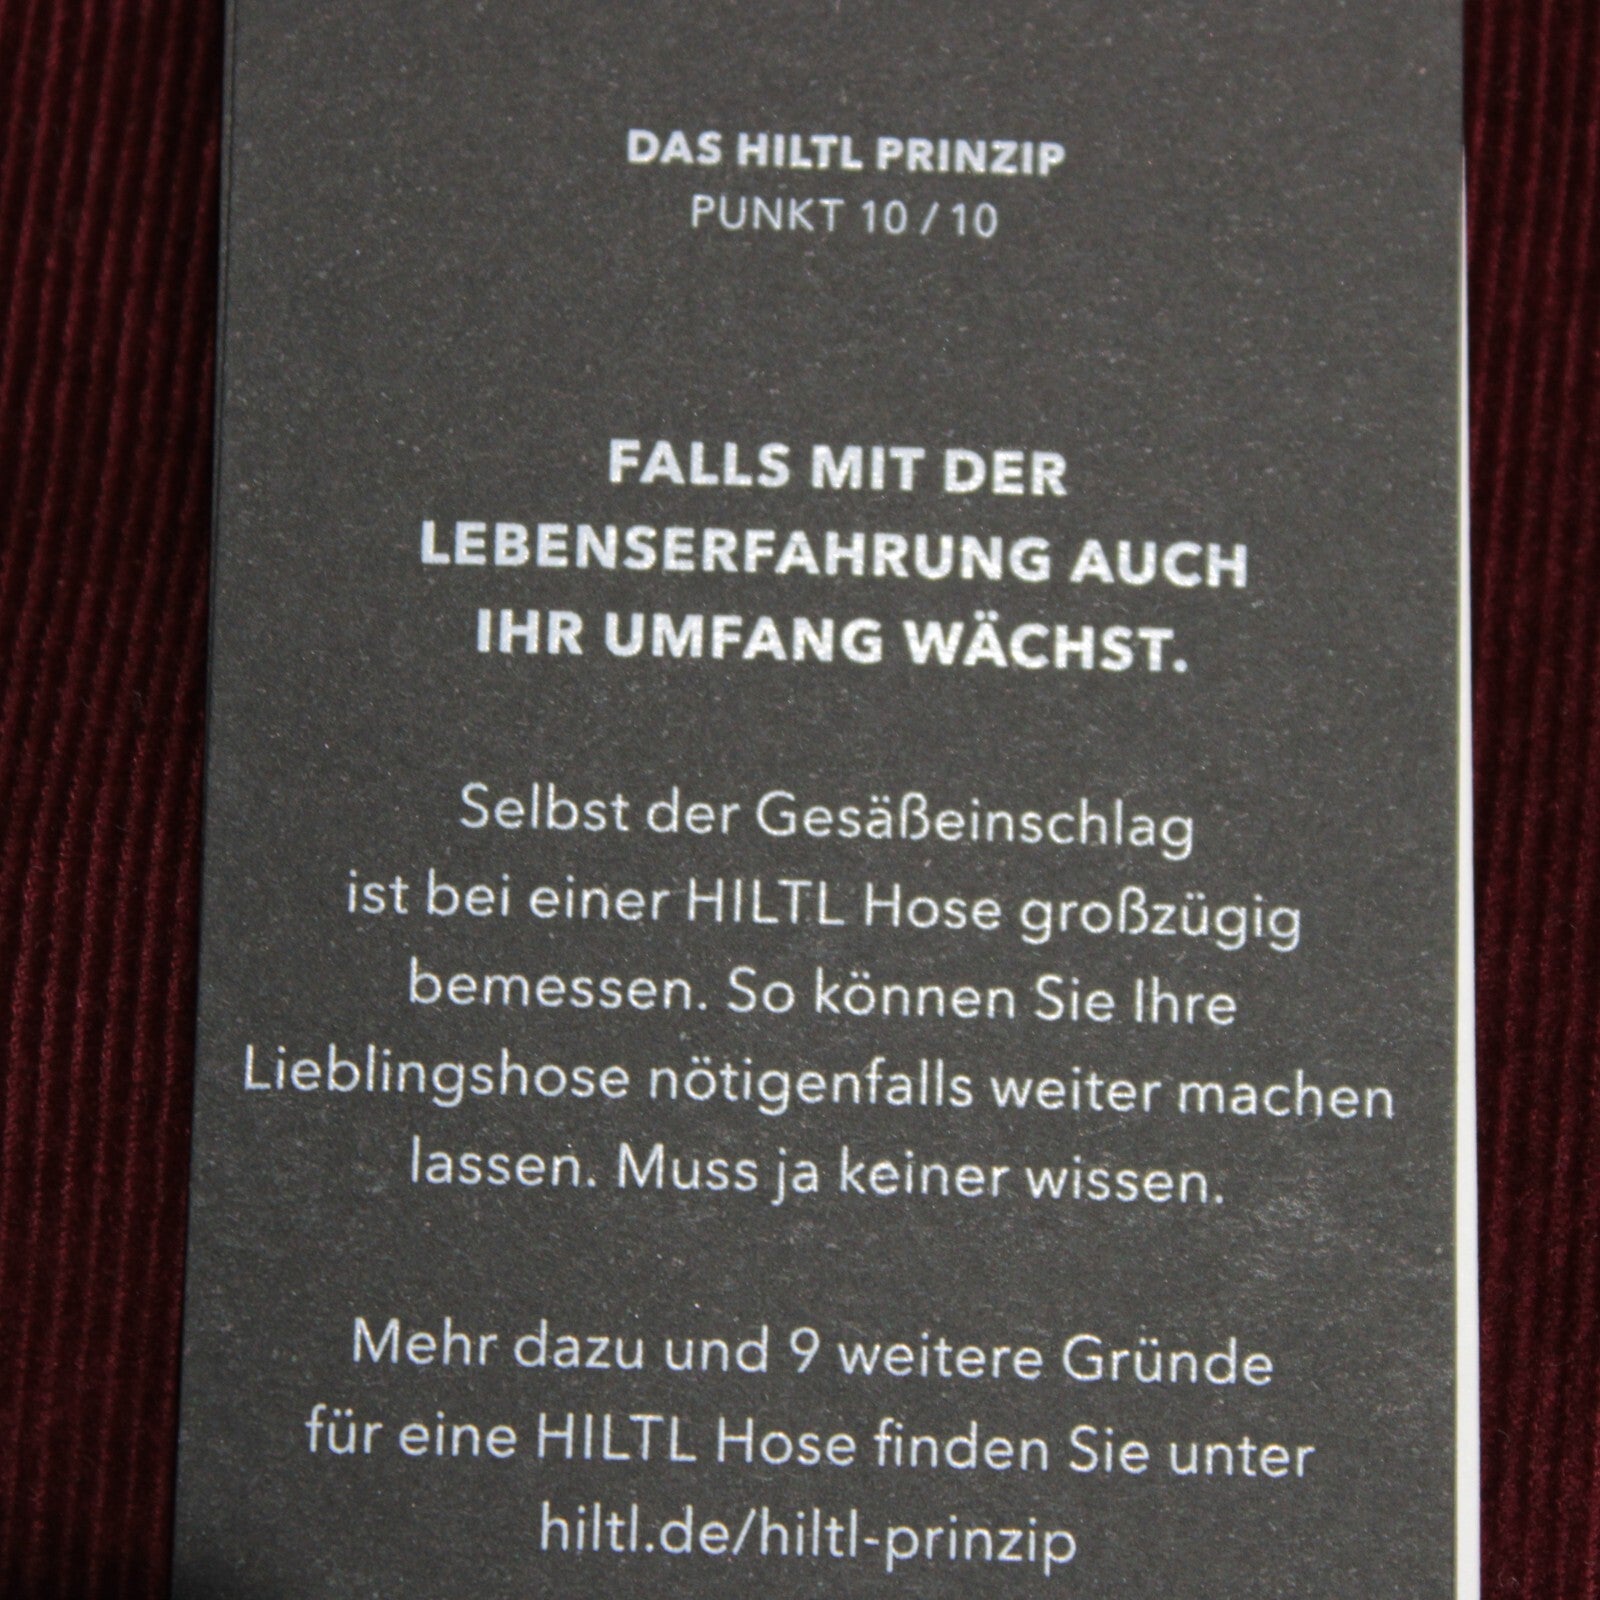 DAS HILTL PRINZIP
PUNKT 10 / 10
FALLS MIT DER
LEBENSERFAHRUNG AUCH
IHR UMFANG WÄCHST.
Selbst der Gesäßeinschlag
ist bei einer HILTL Hose großzügig
bemessen. So können Sie Ihre
Lieblingshose nötigenfalls weiter machen
lassen. Muss ja keiner wissen.
Mehr dazu und 9 weitere Gründe
für eine HILTL Hose finden Sie unter
hiltl.de/hiltl-prinzip